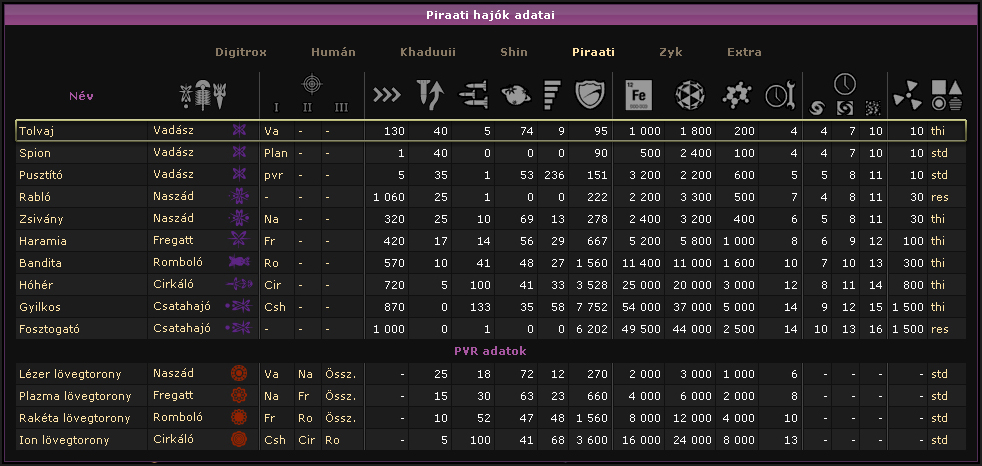 Piraati hajók adatai
Digitrox Humán Khaduuii Shin Piraati Zyk Extra
Név I II III Fe
Tolvaj Vadász Va - - 130 40 5 74 9 95 1 000 1 800 200 4 4 7 10 10 thi
Spion Vadász Plan - - 1 40 0 0 0 90 500 2 400 100 4 4 7 10 10 std
Pusztító Vadász pvr - - 5 35 1 53 236 151 3 200 2 200 600 5 5 8 11 10 std
Rabló Naszád - - - 1 060 25 1 0 0 222 2 200 3 300 500 7 4 8 11 30 res
Zsivány Naszád Na - - 320 25 10 69 13 278 2 400 3 200 400 6 5 8 11 30 thi
Haramia Fregatt Fr - - 420 17 14 56 29 667 5 200 5 800 1 000 8 6 9 12 100 thi
Bandita Romboló Ro - - 570 10 41 48 27 1 560 11 400 11 000 1 600 10 7 10 13 300 thi
Hóhér Cirkáló Cir - - 720 5 100 41 33 3 528 25 000 20 000 3 000 12 8 11 14 800 thi
Gyilkos Csatahajó Csh - - 870 0 133 35 58 7 752 54 000 37 000 5 000 14 9 12 15 1 500 thi
Fosztogató Csatahajó - - - 1 000 0 1 0 0 6 202 49 500 44 000 2 500 14 10 13 16 1 500 res
PVR adatok
Lézer lövegtorony Naszád Va Na Össz. - 25 18 72 12 270 2 000 3 000 1 000 6 - - - - std
Plazma lövegtorony Fregatt Na Fr Össz. - 15 30 63 23 660 4 000 6 000 2 000 8 - - - - std
Rakéta lövegtorony Romboló Fr Ro Össz. - 10 52 47 48 1 560 8 000 12 000 4 000 10 - - - - std
Ion lövegtorony Cirkáló Csh Cir Ro - 5 100 41 68 3 600 16 000 24 000 8 000 13 - - - - std